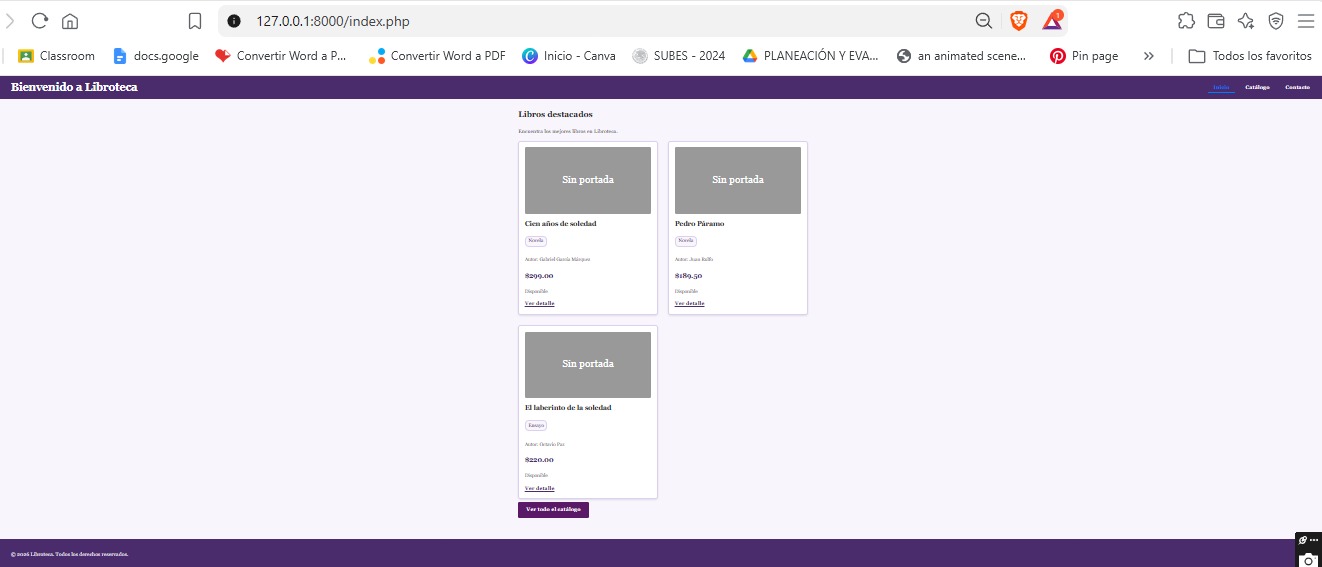 127.0.0.1:8000/index.php
1
Classroom docs.google Convertir Word a P... Convertir Word a PDF Inicio - Canva SUBES - 2024 PLANEACIÓN Y EVA... an animated scene... Pin page » Todos los favoritos
Bienvenido a Libroteca Inicio Catálogo Contacto
Libros destacados
Encuentra los mejores libros en Libroteca.
Sin portada Sin portada
Cien años de soledad Pedro Páramo
Novela Novela
Autor: Gabriel García Márquez Autor: Juan Rulfo
$299.00 $189.50
Disponible Disponible
Ver detalle Ver detalle
Sin portada
El laberinto de la soledad
Ensayo
Autor: Octavio Paz
$220.00
Disponible
Ver detalle
Ver todo el catálogo
© 2026 Libroteca. Todos los derechos reservados.